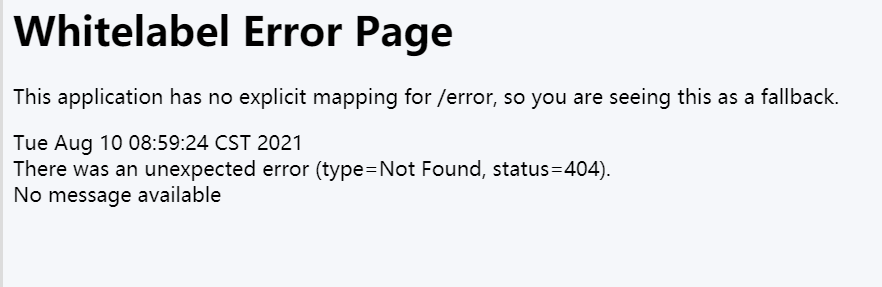 Whitelabel Error Page
This application has no explicit mapping for /error, so you are seeing this as a fallback.
Tue Aug 10 08:59:24 CST 2021
There was an unexpected error (type=Not Found, status=404).
No message available